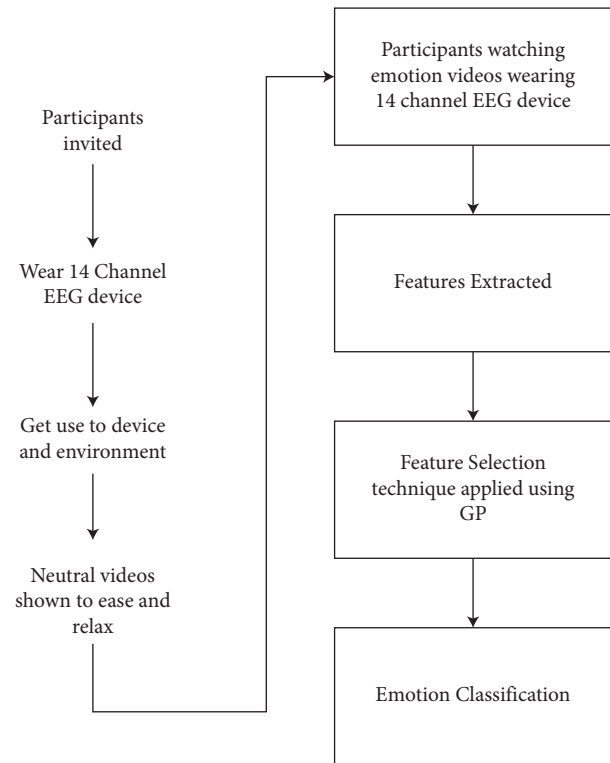 Participants
invited
Wear 14 Channel
EEG device
Get use to device
and environment
Neutral videos
shown to ease and
relax
Participants watching
emotion videos wearing
14 channel EEG device
Features Extracted
Feature Selection
technique applied using
GP
Emotion Classification